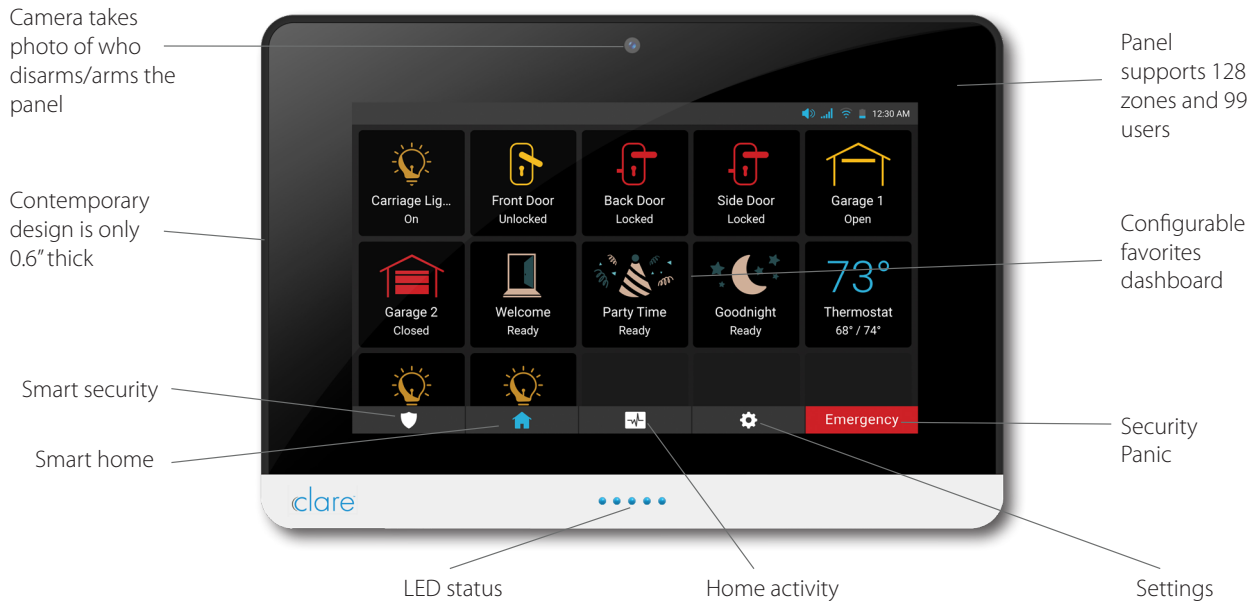 Camera takes
photo of who
disarms/arms the
panel
Panel
supports 128
zones and 99
users
12:30 AM
Carriage Lig...
On
Front Door
Unlocked
Back Door
Locked
Side Door
Locked
Garage 1
Open
Contemporary
design is only
0.6” thick
Configurable
favorites
dashboard
Garage 2
Closed
Welcome
Ready
Party Time
Ready
Goodnight
Ready
73°
Thermostat
68° / 74°
Smart security
Smart home
Emergency
Security
Panic
clare
LED status
Home activity
Settings